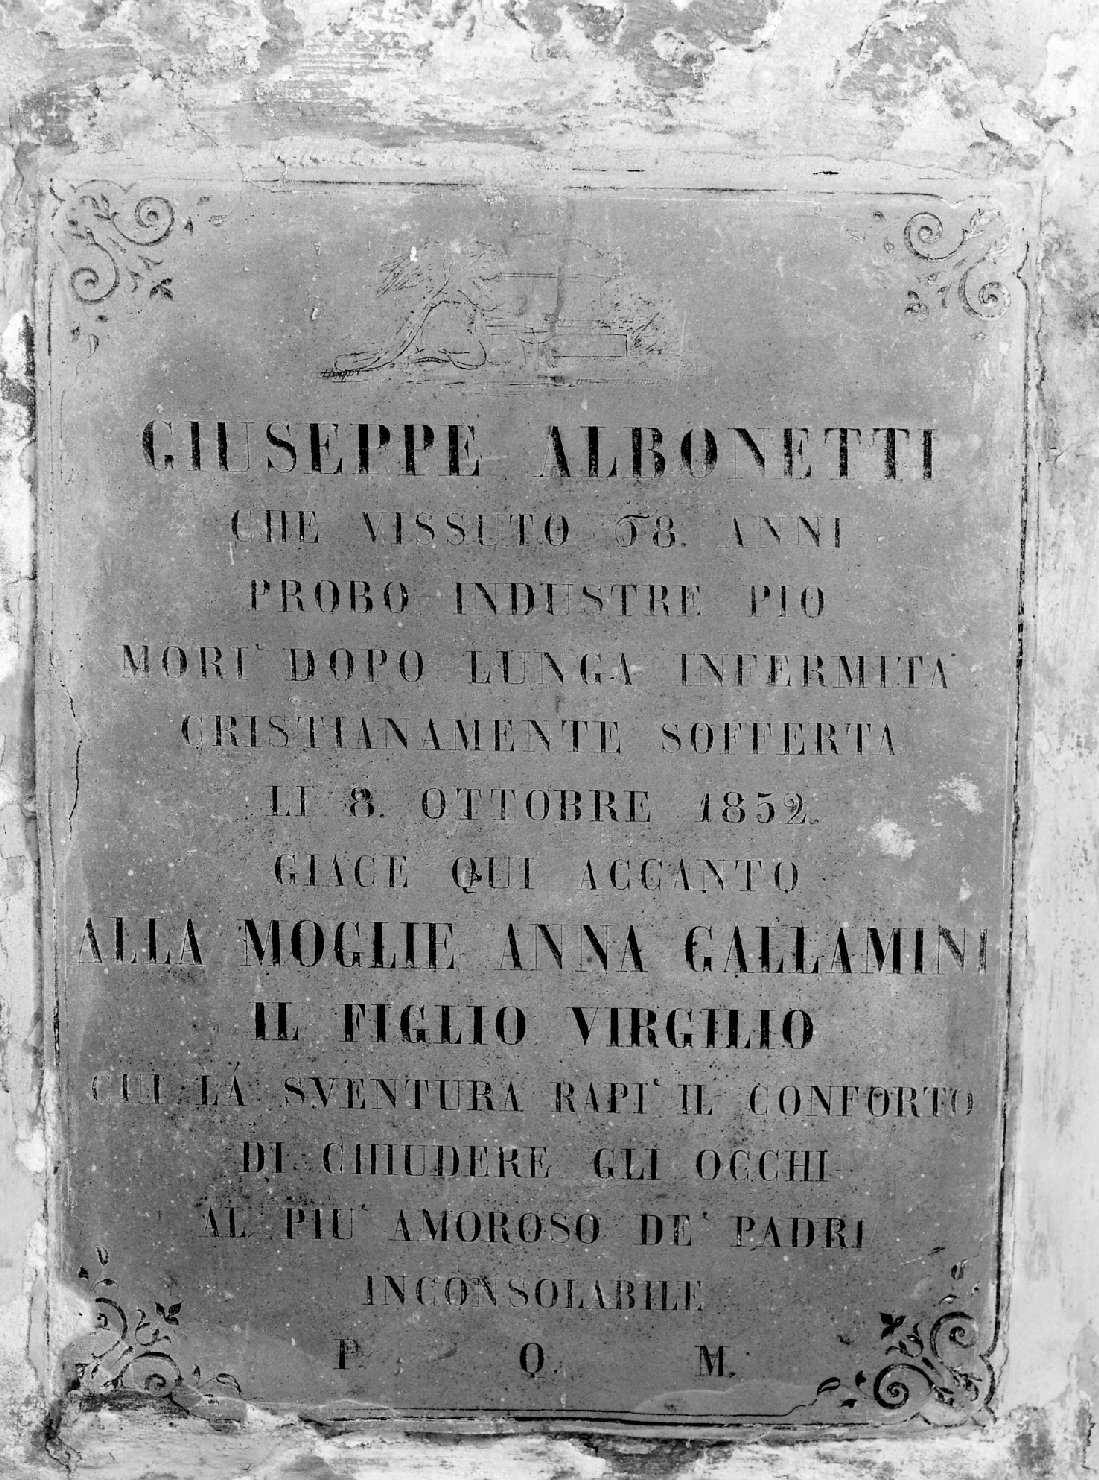 GIUSEPPE ALBONETTI
CHE VISSUTO 68. ANNI
PROBO INDUSTRE PIO
MORI' DOPO LUNGA INFERMITA'
CRISTIANAMENTE SOFFERTA
LI 8. OTTOBRE 1852.
GIACE QUI ACCANTO
ALLA MOGLIE ANNA GALLAMINI
IL FIGLIO VIRGILIO
CUI LA SVENTURA RAPI' IL CONFORTO
DI CHIUDERE GLI OCCHI
AL PIU' AMOROSO DE' PADRI
INCONSOLABILE
P. Q. M.